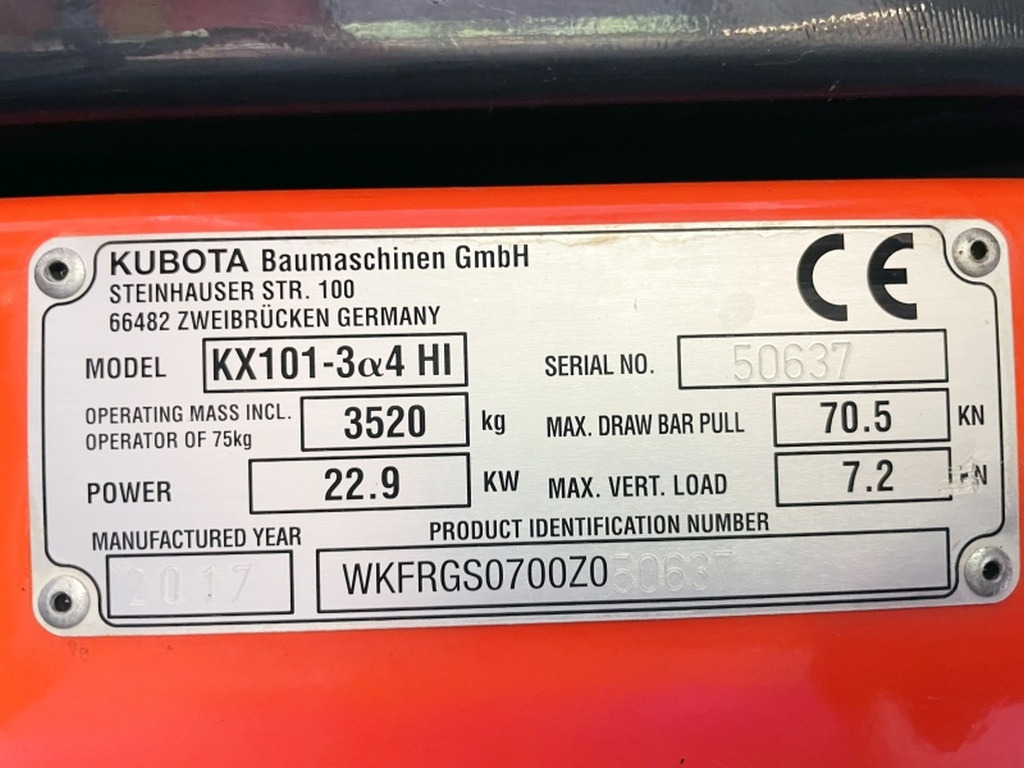 KUBOTA Baumaschinen GmbH CE
STEINHAUSER STR. 100
66482 ZWEIBRÜCKEN GERMANY
MODEL KX101-3α4 HI SERIAL NO. 50637
OPERATING MASS INCL. OPERATOR OF 75kg 3520 kg MAX. DRAW BAR PULL 70.5 KN
POWER 22.9 KW MAX. VERT. LOAD 7.2 KN
MANUFACTURED YEAR PRODUCT IDENTIFICATION NUMBER
2017 WKFRGS0700Z050637